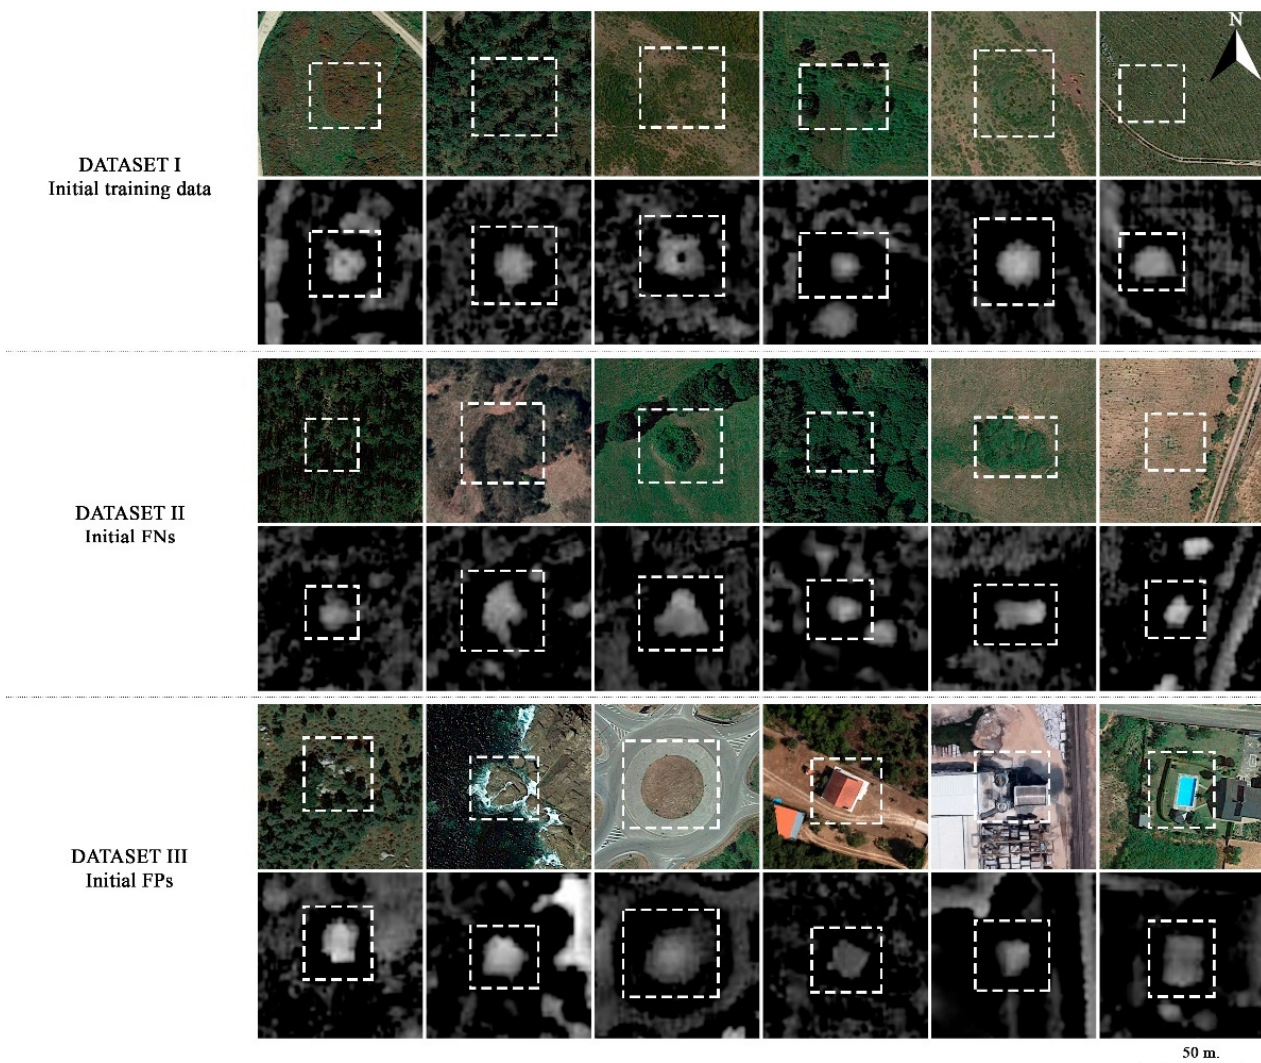 N
DATASET I
Initial training data
DATASET II
Initial FNs
DATASET III
Initial FPs
50 m.